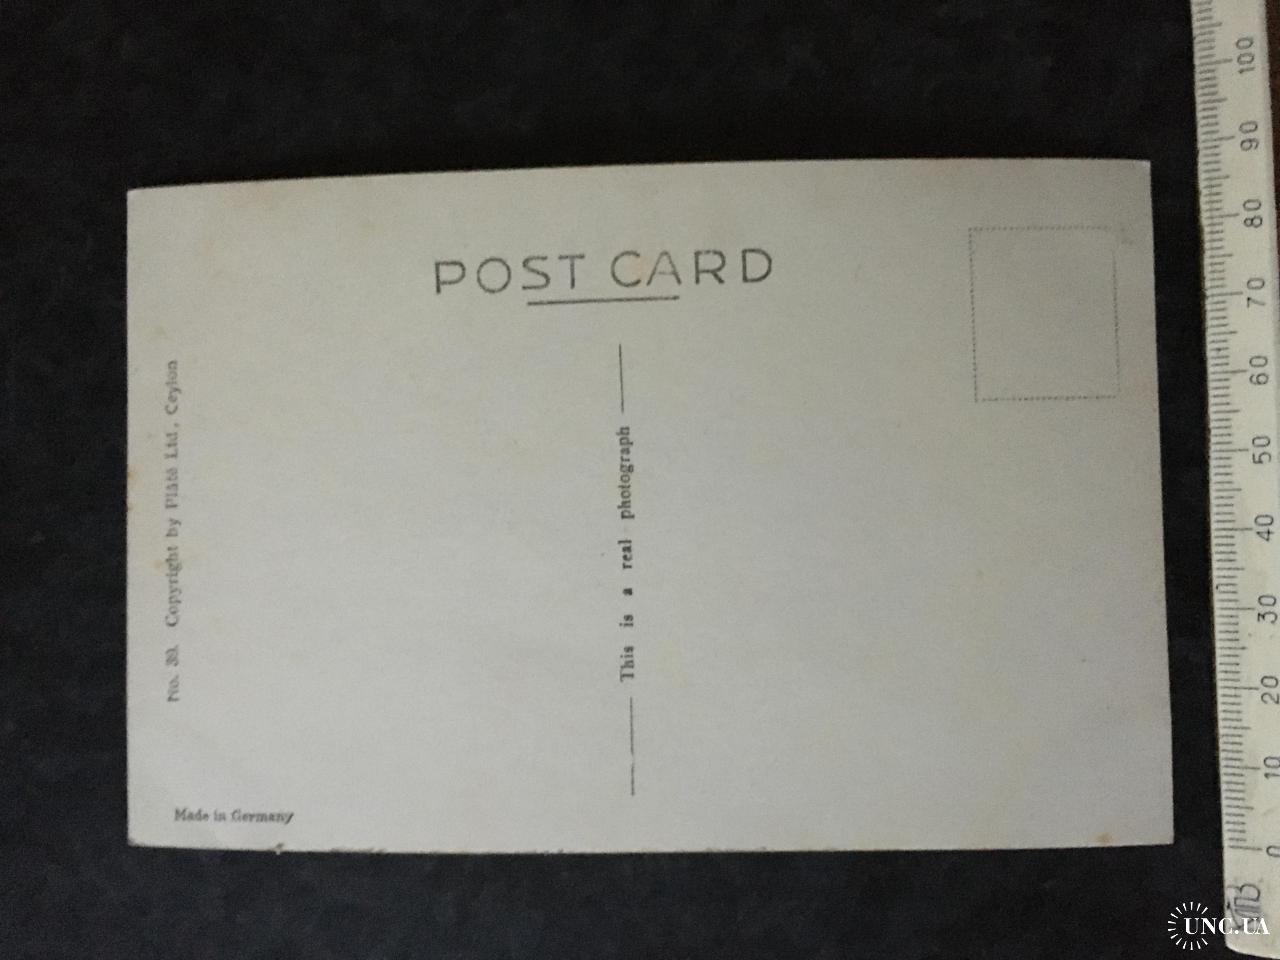 POST CARD
No. 39. Copyright by Plâté Ltd., Ceylon
This is a real photograph
Made in Germany
100
90
80
70
60
50
40
30
20
10
0
UNC.UA